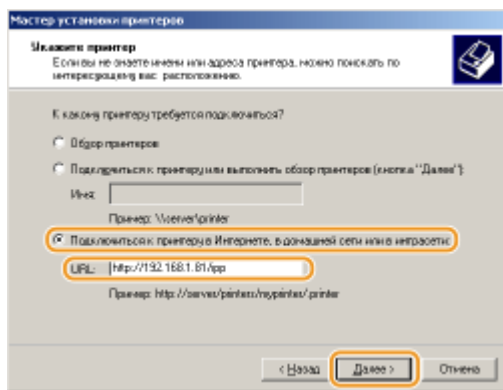 Мастер установки принтеров
Укажите принтер
Если вы не знаете имени или адреса принтера, можно поискать по
интересующему вас расположению.
К какому принтеру требуется подключиться?
Обзор принтеров
Подключиться к принтеру или выполнить обзор принтеров (кнопка "Далее"):
Имя:
Пример: \\server\printer
Подключиться к принтеру в Интернете, в домашней сети или в интрасети:
URL: http://192.168.1.81/ipp
Пример: http://server/printers/myprinter/.printer
< Назад
Далее >
Отмена